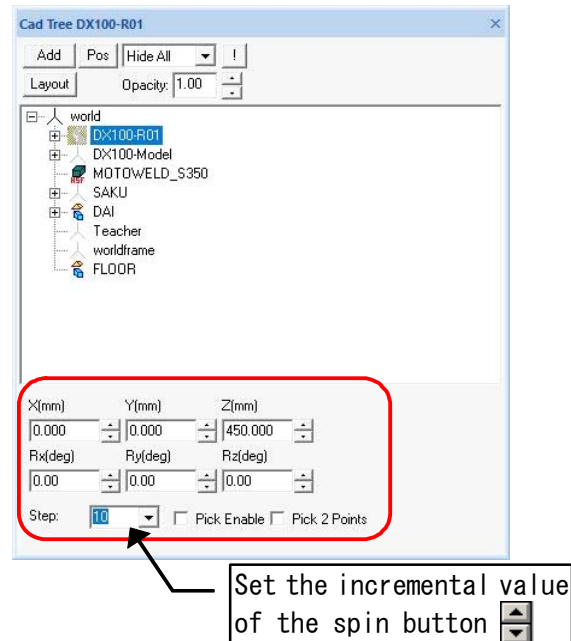 Cad Tree DX100-R01
Add Pos Hide All !
Layout Opacity: 1.00
world
DX100-R01
DX100-Model
MOTOWELD_S350
SAKU
DAI
Teacher
worldframe
FLOOR
X(mm) Y(mm) Z(mm)
0.000 0.000 450.000
Rx(deg) Ry(deg) Rz(deg)
0.00 0.00 0.00
Step: 10 Pick Enable Pick 2 Points
Set the incremental value
of the spin button